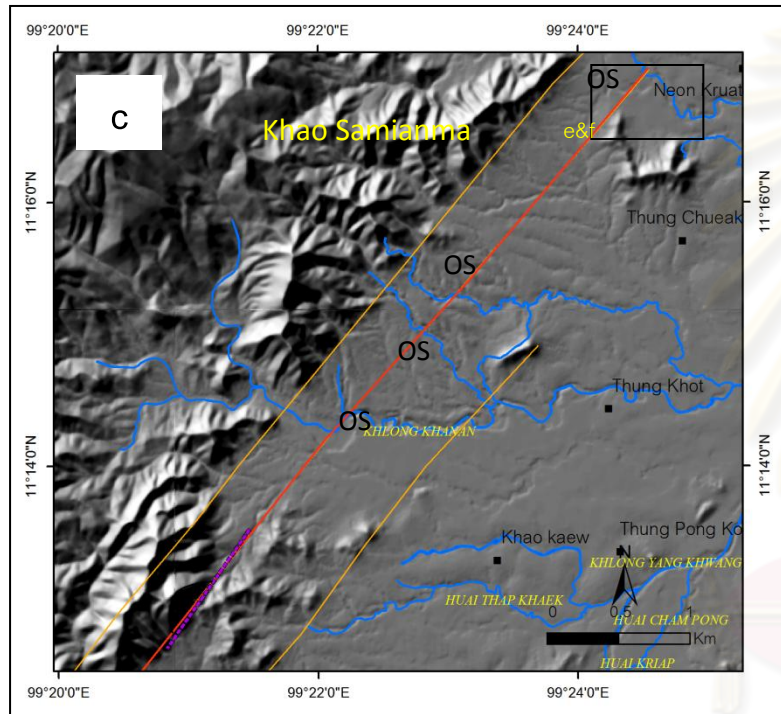 99°20'0"E 99°22'0"E 99°24'0"E
c
OS
Neon Kruat
Khao Samianma
e&f
11°16'0"N 11°16'0"N
Thung Chueak
OS
OS
Thung Khot
OS
KHLONG KHANAN
11°14'0"N 11°14'0"N
Khao kaew
Thung Pong Ko
N
KHLONG YANG KHWANG
HUAI THAP KHAEK
0 0.5 1
HUAI CHAM PONG
Km
HUAI KRIAP
99°20'0"E 99°22'0"E 99°24'0"E